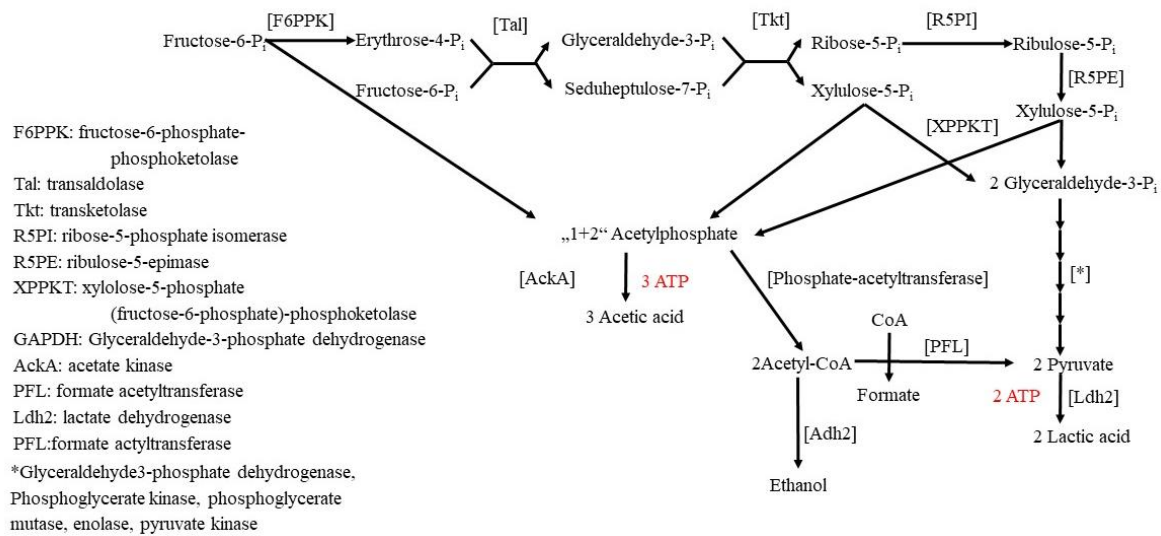 [F6PPK] [Tal] [Tkt] [R5PI]
Fructose-6-Pi Erythrose-4-Pi Glyceraldehyde-3-Pi Ribose-5-Pi Ribulose-5-Pi
[R5PE]
Fructose-6-Pi Seduheptulose-7-Pi Xylulose-5-Pi
Xylulose-5-Pi
[XPPKT]
2 Glyceraldehyde-3-Pi
„1+2“ Acetylphosphate
[AckA] 3 ATP [Phosphate-acetyltransferase] [*]
3 Acetic acid
CoA
[PFL]
2Acetyl-CoA 2 Pyruvate
Formate 2 ATP [Ldh2]
[Adh2] 2 Lactic acid
Ethanol
F6PPK: fructose-6-phosphate-
phosphoketolase
Tal: transaldolase
Tkt: transketolase
R5PI: ribose-5-phosphate isomerase
R5PE: ribulose-5-epimase
XPPKT: xylolose-5-phosphate
(fructose-6-phosphate)-phosphoketolase
GAPDH: Glyceraldehyde-3-phosphate dehydrogenase
AckA: acetate kinase
PFL: formate acetyltransferase
Ldh2: lactate dehydrogenase
PFL:formate actyltransferase
*Glyceraldehyde3-phosphate dehydrogenase,
Phosphoglycerate kinase, phosphoglycerate
mutase, enolase, pyruvate kinase